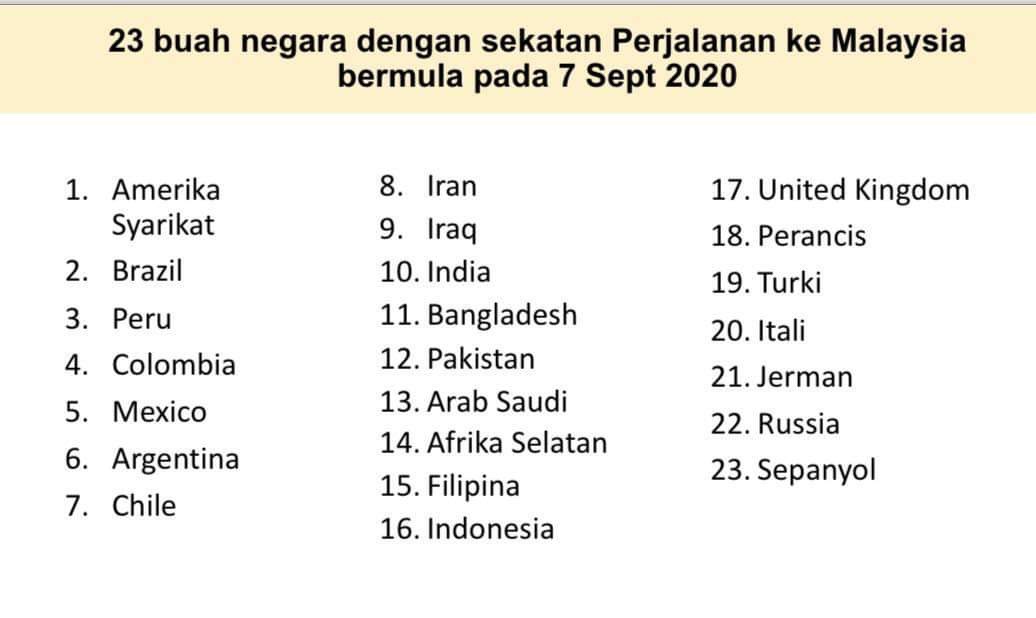 23 buah negara dengan sekatan Perjalanan ke Malaysia
bermula pada 7 Sept 2020
1. Amerika
Syarikat
2. Brazil
3. Peru
4. Colombia
5. Mexico
6. Argentina
7. Chile
8. Iran
9. Iraq
10. India
11. Bangladesh
12. Pakistan
13. Arab Saudi
14. Afrika Selatan
15. Filipina
16. Indonesia
17. United Kingdom
18. Perancis
19. Turki
20. Itali
21. Jerman
22. Russia
23. Sepanyol